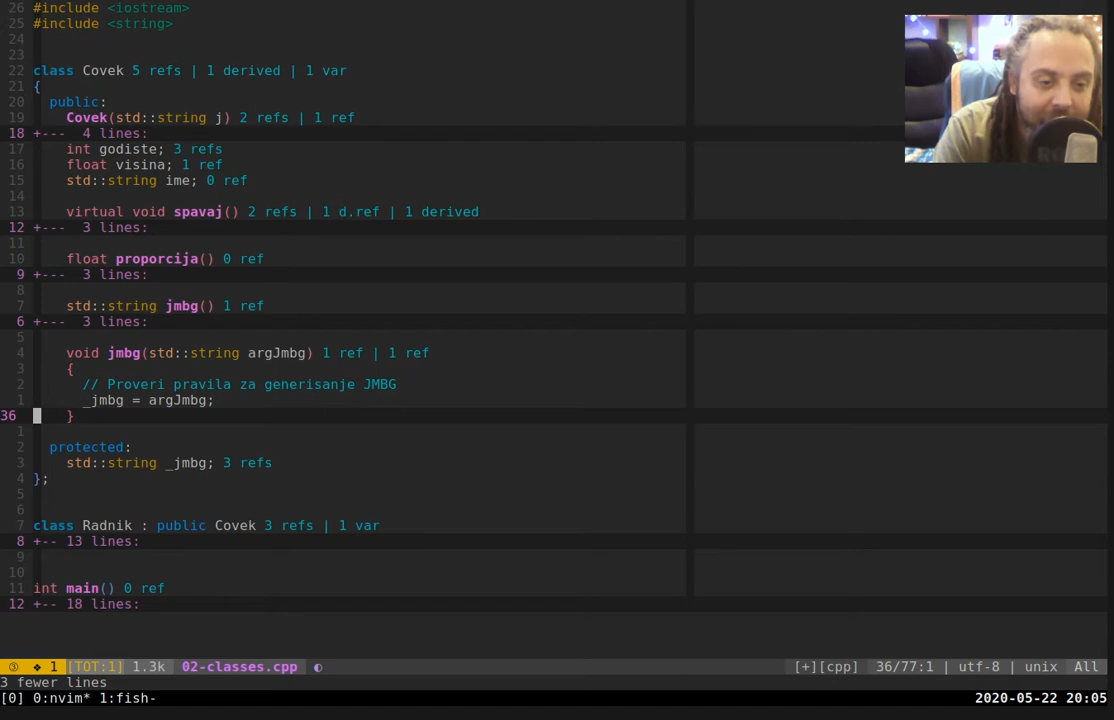 26 #include <iostream>
25 #include <string>
24
23
22 class Covek 5 refs | 1 derived | 1 var
21 {
20 public:
19 Covek(std::string j) 2 refs | 1 ref
18 +--- 4 lines:
17 int godiste; 3 refs
16 float visina; 1 ref
15 std::string ime; 0 ref
14
13 virtual void spavaj() 2 refs | 1 d.ref | 1 derived
12 +--- 3 lines:
11
10 float proporcija() 0 ref
9 +--- 3 lines:
8
7 std::string jmbg() 1 ref
6 +--- 3 lines:
5
4 void jmbg(std::string argJmbg) 1 ref | 1 ref
3 {
2 // Proveri pravila za generisanje JMBG
1 _jmbg = argJmbg;
36 }
1
2 protected:
3 std::string _jmbg; 3 refs
4 };
5
6
7 class Radnik : public Covek 3 refs | 1 var
8 +-- 13 lines:
9
10
11 int main() 0 ref
12 +-- 18 lines:
③ ❖ 1 [TOT:1] 1.3k 02-classes.cpp ◐ [+][cpp] 36/77:1 | utf-8 | unix | All
3 fewer lines
[0] 0:nvim* 1:fish- 2020-05-22 20:05